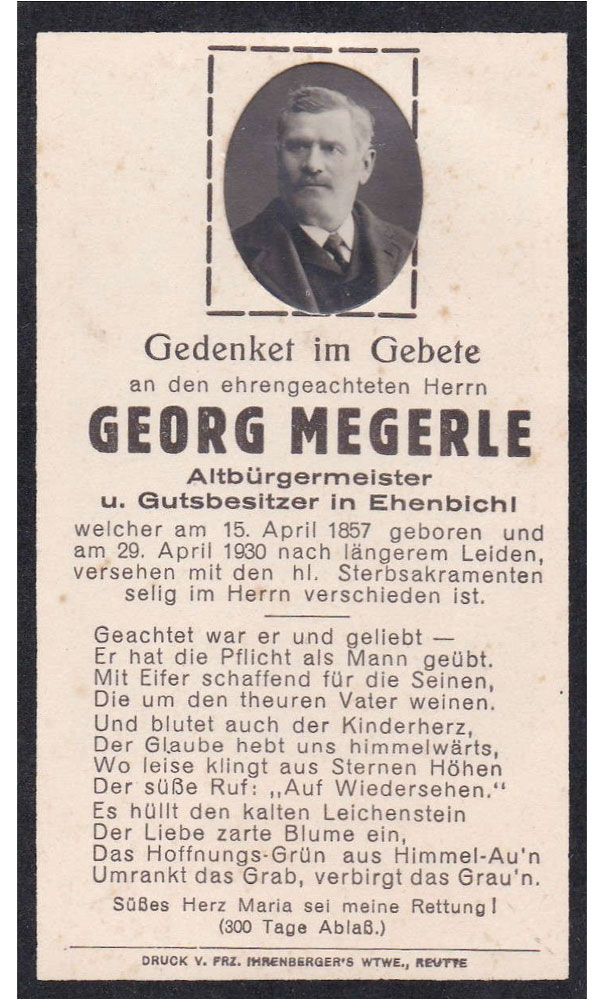 Gedenket im Gebete
an den ehrengeachteten Herrn
GEORG MEGERLE
Altbürgermeister
u. Gutsbesitzer in Ehenbichl
welcher am 15. April 1857 geboren und
am 29. April 1930 nach längerem Leiden,
versehen mit den hl. Sterbsakramenten
selig im Herrn verschieden ist.
Geachtet war er und geliebt —
Er hat die Pflicht als Mann geübt.
Mit Eifer schaffend für die Seinen,
Die um den theuren Vater weinen.
Und blutet auch der Kinderherz,
Der Glaube hebt uns himmelwärts,
Wo leise klingt aus Sternen Höhen
Der süße Ruf: „Auf Wiedersehen."
Es hüllt den kalten Leichenstein
Der Liebe zarte Blume ein,
Das Hoffnungs-Grün aus Himmel-Au'n
Umrankt das Grab, verbirgt das Grau'n.
Süßes Herz Maria sei meine Rettung!
(300 Tage Ablaß.)
DRUCK V. FRZ. IHRENBERGER'S WTWE., REUTTE